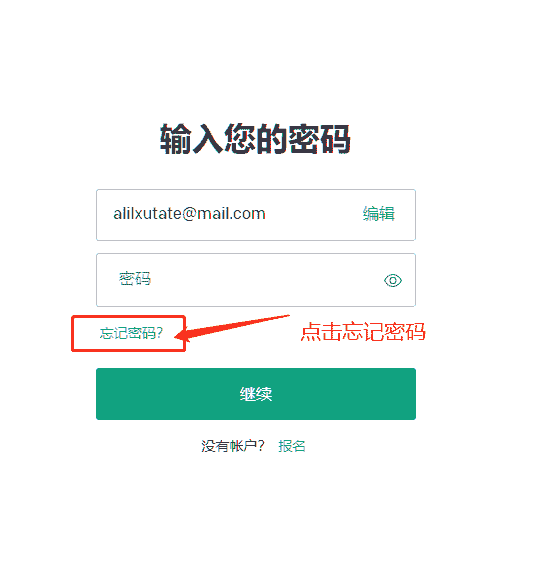 输入您的密码
alilxutate@mail.com 编辑
密码
忘记密码? 点击忘记密码
继续
没有帐户? 报名